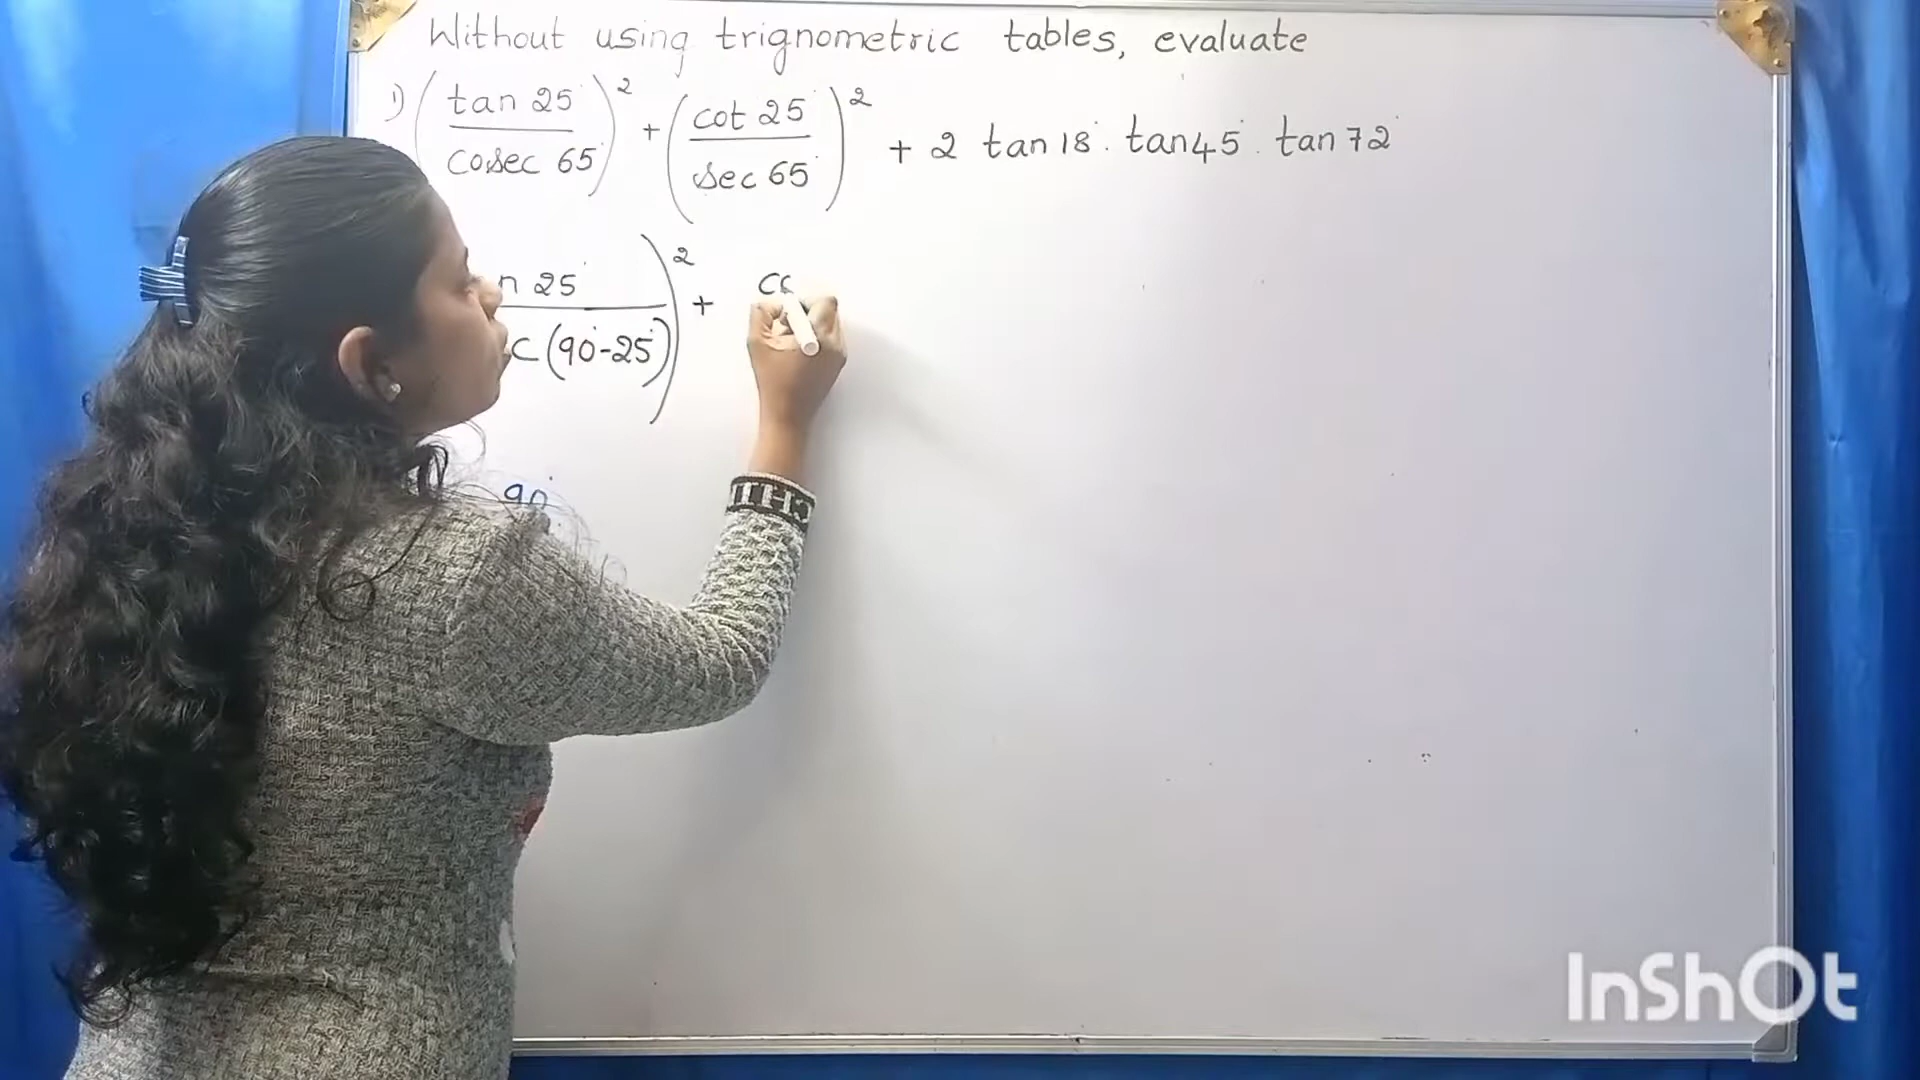 Without using trignometric tables, evaluate
1) (tan 25° / cosec 65°)² + (cot 25° / sec 65°)² + 2 tan 18° . tan 45° . tan 72°
n 25° / c (90°-25°))² +
90°
InShOt